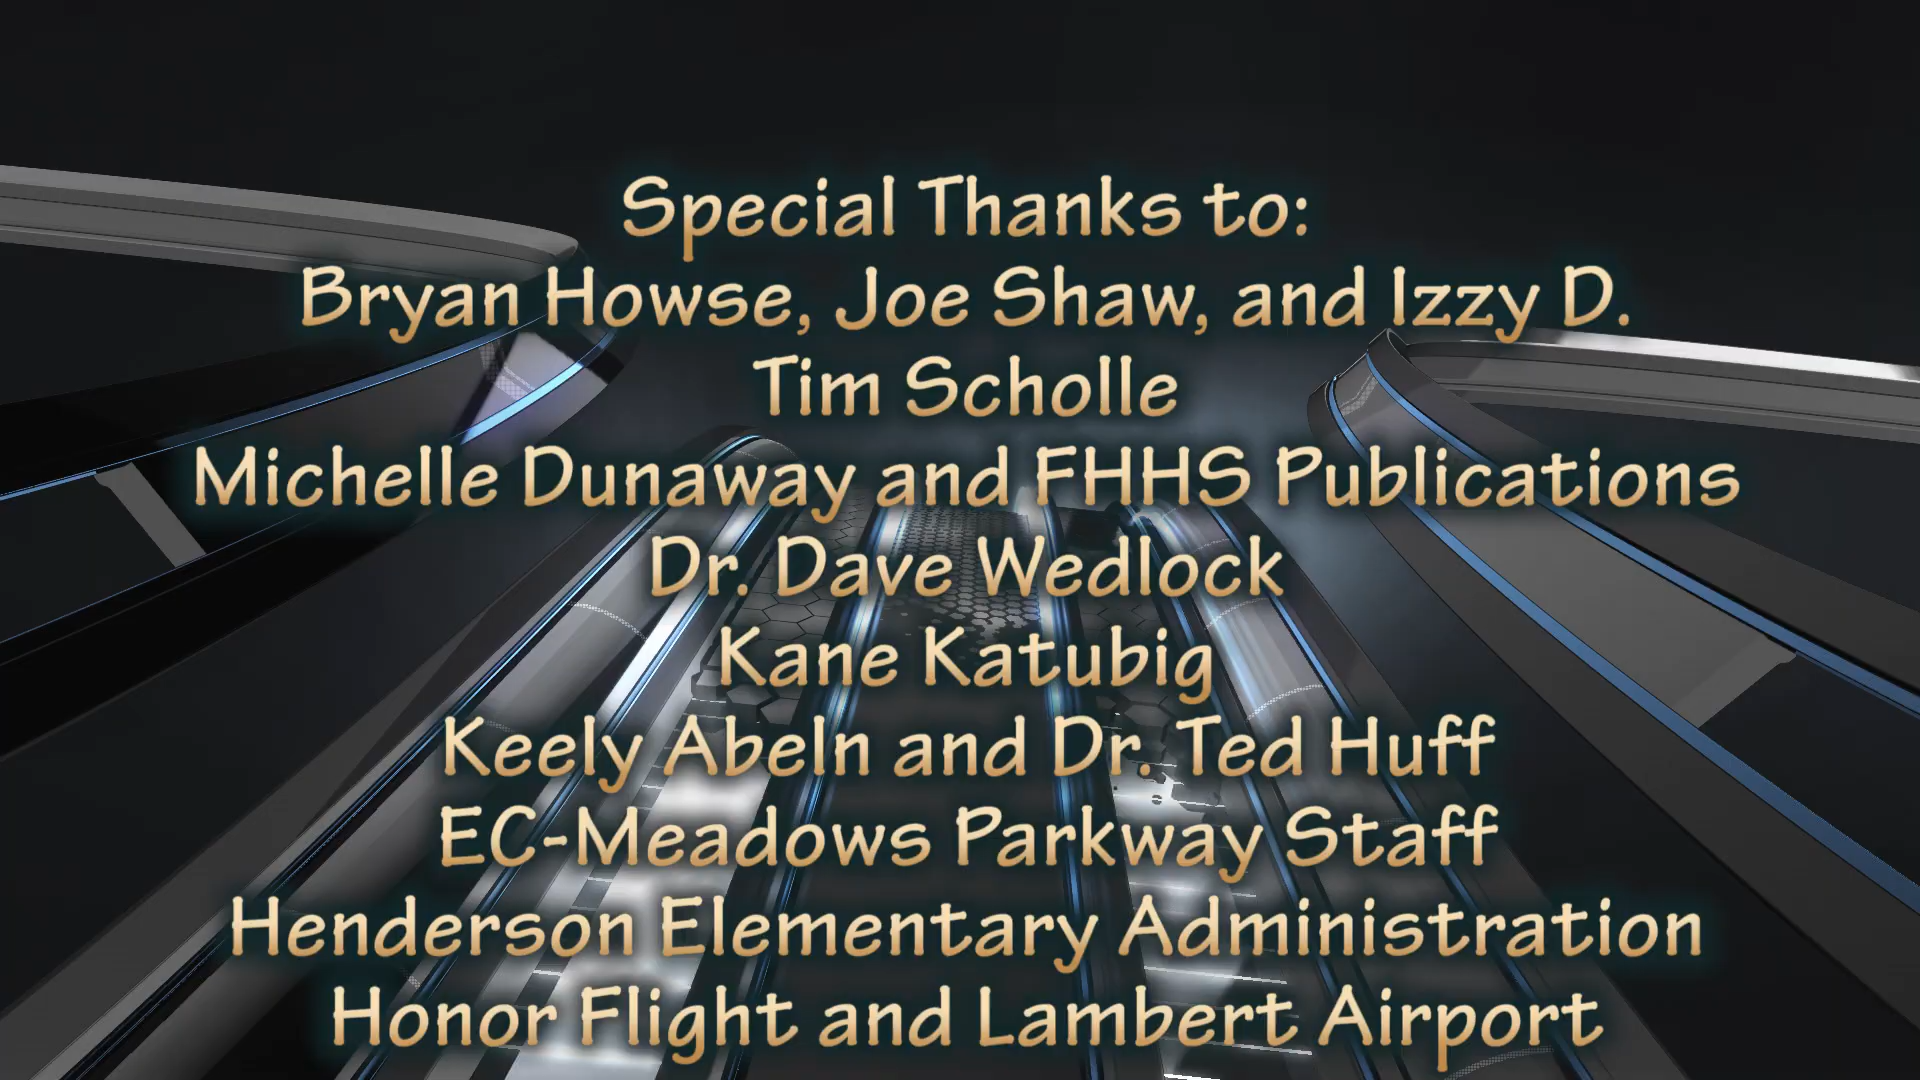 Special Thanks to:
Bryan Howse, Joe Shaw, and Izzy D.
Tim Scholle
Michelle Dunaway and FHHS Publications
Dr. Dave Wedlock
Kane Katubig
Keely Abeln and Dr. Ted Huff
EC-Meadows Parkway Staff
Henderson Elementary Administration
Honor Flight and Lambert Airport